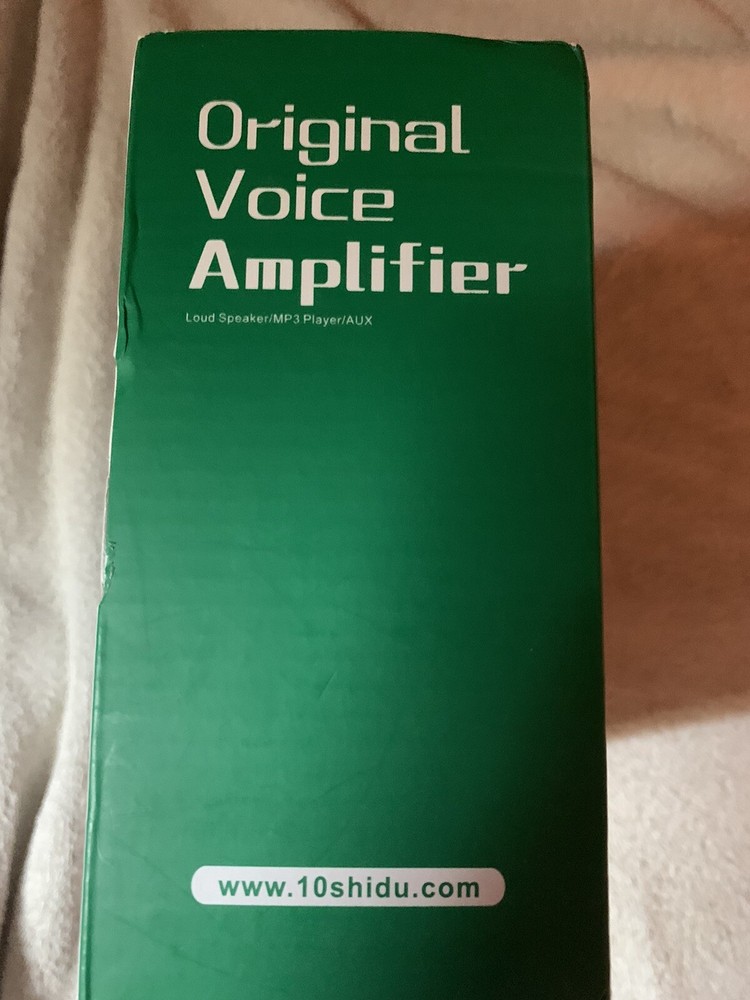 Original
Voice
Amplifier
Loud Speaker/MP3 Player/AUX
www.10shidu.com